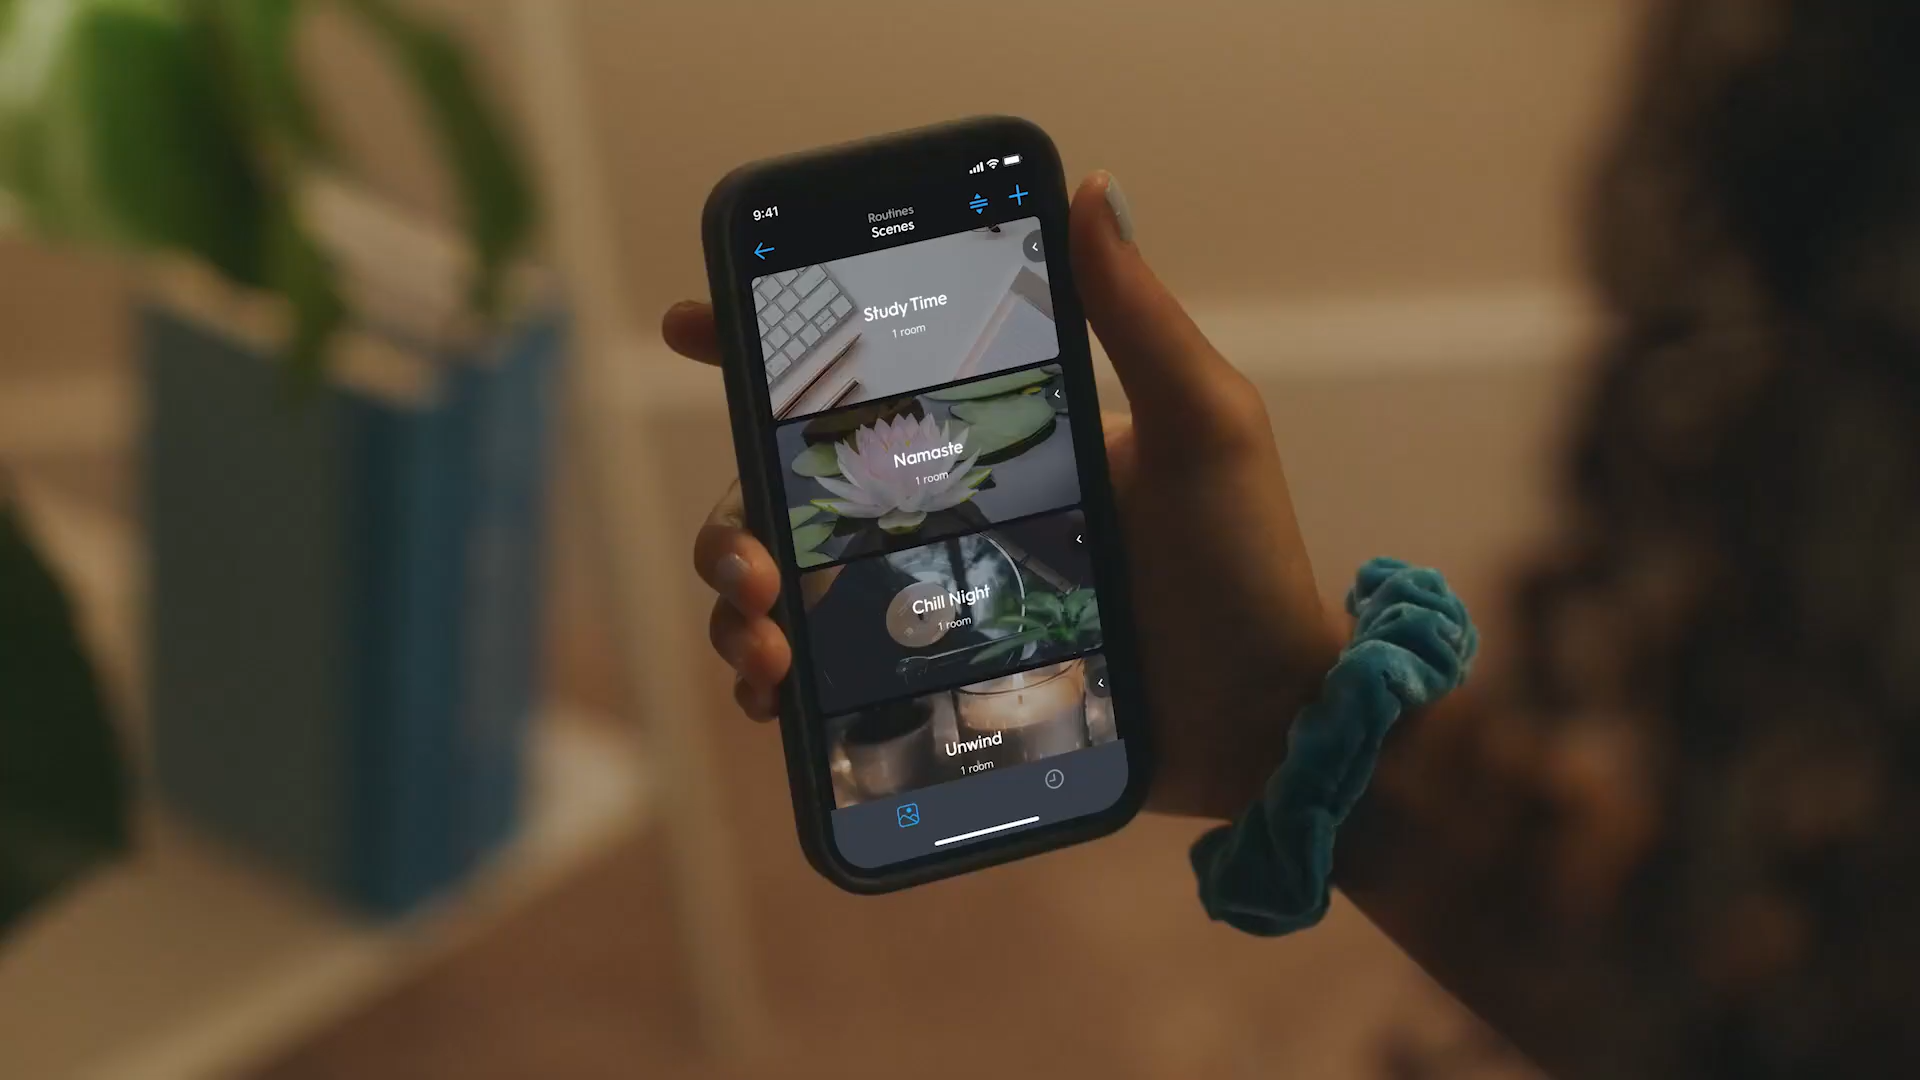 9:41
Routines
Scenes
Study Time
1 room
Namaste
1 room
Chill Night
1 room
Unwind
1 room